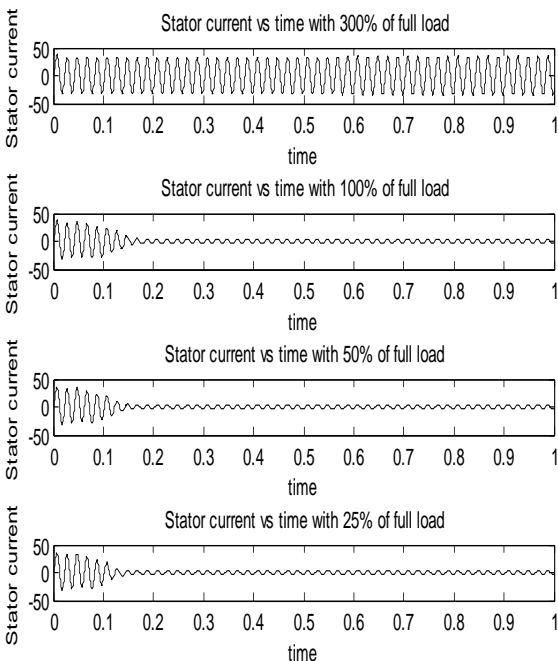 Stator current vs time with 300% of full load
Stator current
50
0
-50
0 0.1 0.2 0.3 0.4 0.5 0.6 0.7 0.8 0.9 1
time
Stator current vs time with 100% of full load
Stator current
50
0
-50
0 0.1 0.2 0.3 0.4 0.5 0.6 0.7 0.8 0.9 1
time
Stator current vs time with 50% of full load
Stator current
50
0
-50
0 0.1 0.2 0.3 0.4 0.5 0.6 0.7 0.8 0.9 1
time
Stator current vs time with 25% of full load
Stator current
50
0
-50
0 0.1 0.2 0.3 0.4 0.5 0.6 0.7 0.8 0.9 1
time